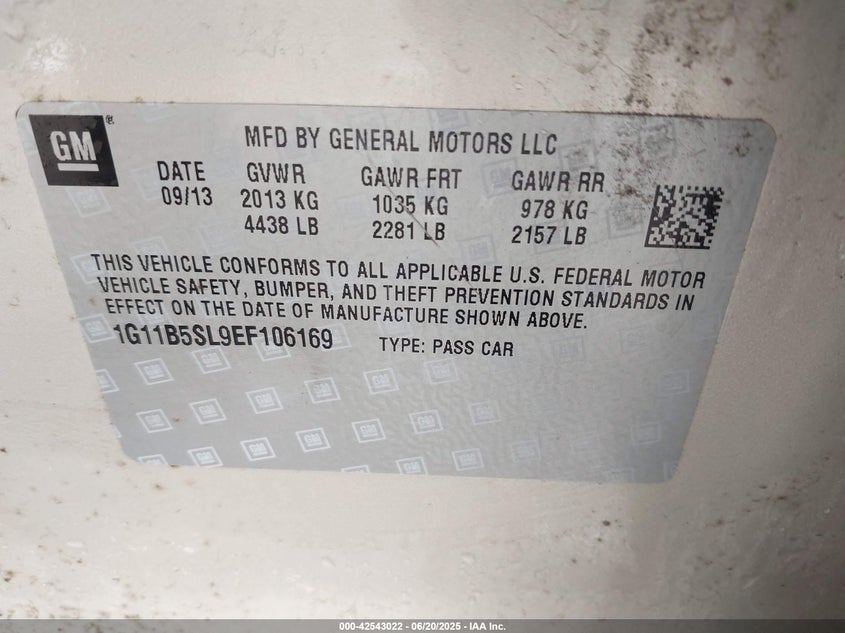 GM ®
MFD BY GENERAL MOTORS LLC
DATE GVWR GAWR FRT GAWR RR
09/13 2013 KG 1035 KG 978 KG
4438 LB 2281 LB 2157 LB
THIS VEHICLE CONFORMS TO ALL APPLICABLE U.S. FEDERAL MOTOR
VEHICLE SAFETY, BUMPER, AND THEFT PREVENTION STANDARDS IN
EFFECT ON THE DATE OF MANUFACTURE SHOWN ABOVE.
1G11B5SL9EF106169 TYPE: PASS CAR
000-42543022 - 06/20/2025 - IAA Inc.